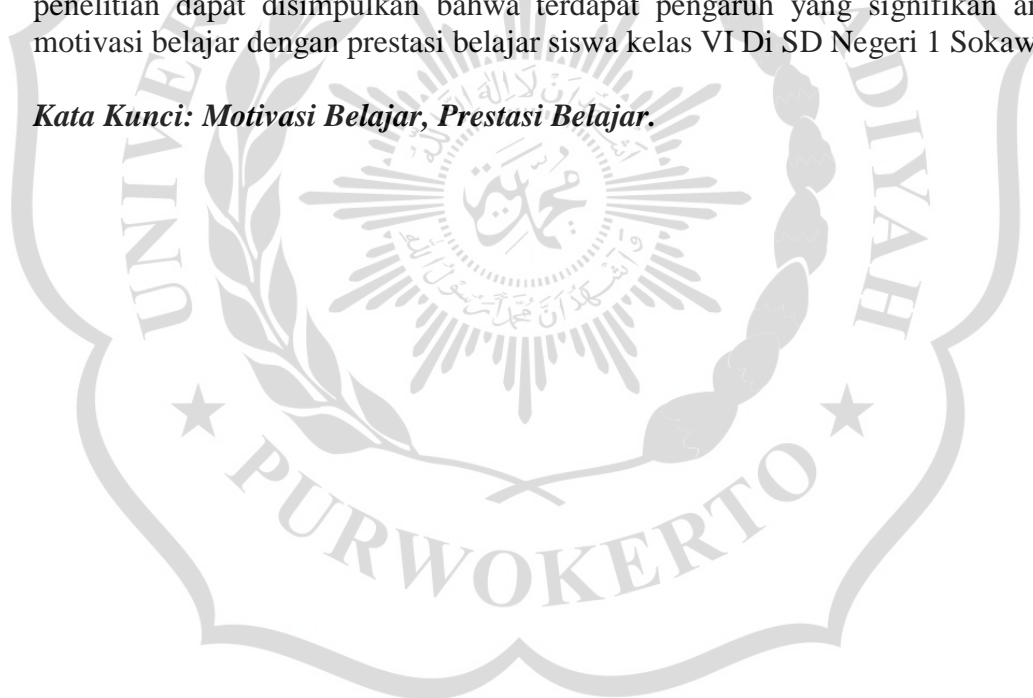 penelitian dapat disimpulkan bahwa terdapat pengaruh yang signifikan
motivasi belajar dengan prestasi belajar siswa kelas VI Di SD Negeri 1
Kata Kunci: Motivasi Belajar, Prestasi Belajar.
محمدية
PURWOKERTO